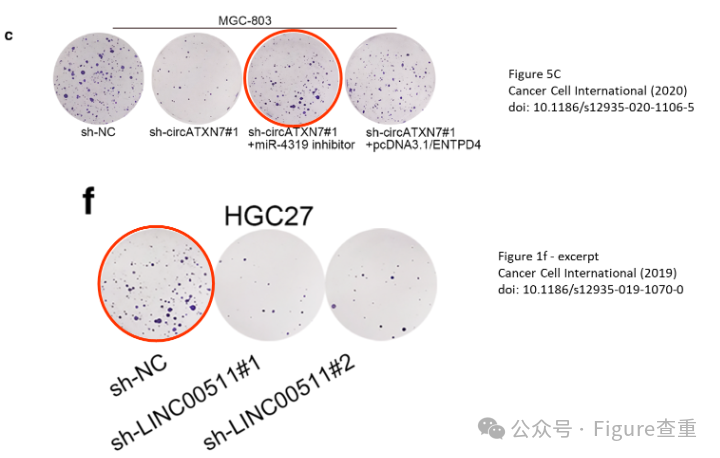 MGC-803
c
sh-NC
sh-circATXN7#1
sh-circATXN7#1
+miR-4319 inhibitor
sh-circATXN7#1
+pcDNA3.1/ENTPD4
Figure 5C
Cancer Cell International (2020)
doi: 10.1186/s12935-020-1106-5
f
HGC27
sh-NC
sh-LINC00511#1
sh-LINC00511#2
Figure 1f - excerpt
Cancer Cell International (2019)
doi: 10.1186/s12935-019-1070-0
公众号 · Figure查重